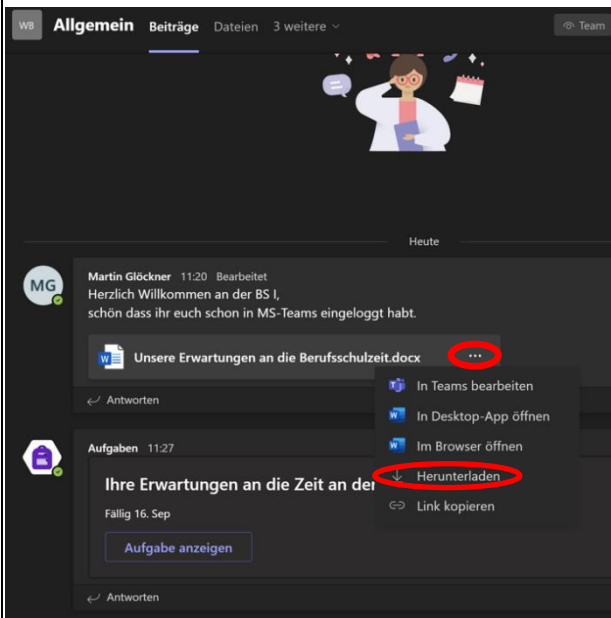 WB Allgemein Beiträge Dateien 3 weitere Team
Heute
MG
Martin Glöckner 11:20 Bearbeitet
Herzlich Willkommen an der BS I,
schön dass ihr euch schon in MS-Teams eingeloggt habt.
Unsere Erwartungen an die Berufsschulzeit.docx ...
Antworten
In Teams bearbeiten
In Desktop-App öffnen
Im Browser öffnen
Herunterladen
Link kopieren
Aufgaben 11:27
Ihre Erwartungen an die Zeit an der
Fällig 16. Sep
Aufgabe anzeigen
Antworten